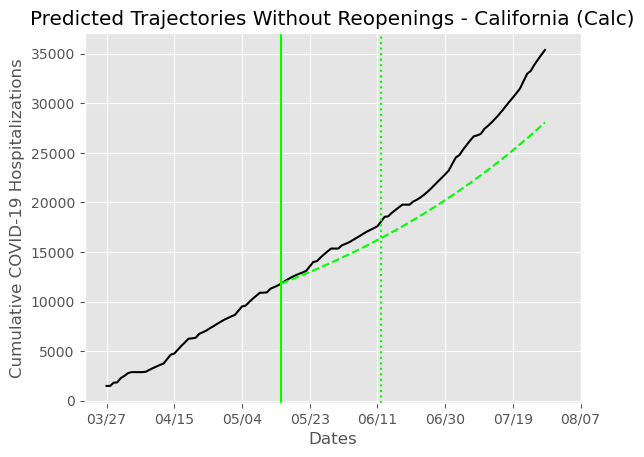 Predicted Trajectories Without Reopenings - California (Calc)
Cumulative COVID-19 Hospitalizations
35000
30000
25000
20000
15000
10000
5000
0
03/27 04/15 05/04 05/23 06/11 06/30 07/19 08/07
Dates